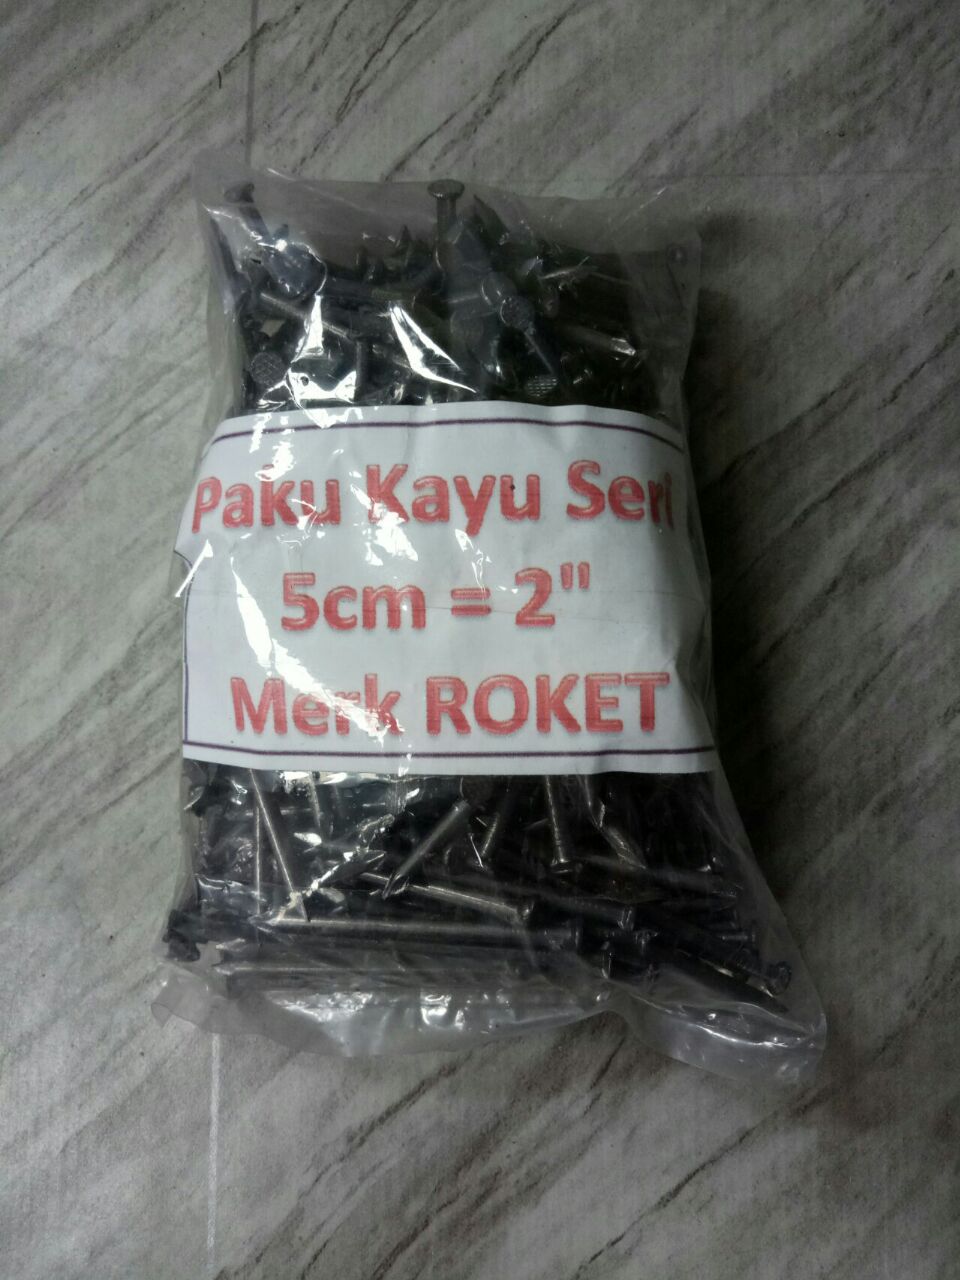 Paku Kayu Seri
5cm = 2"
Merk ROKET